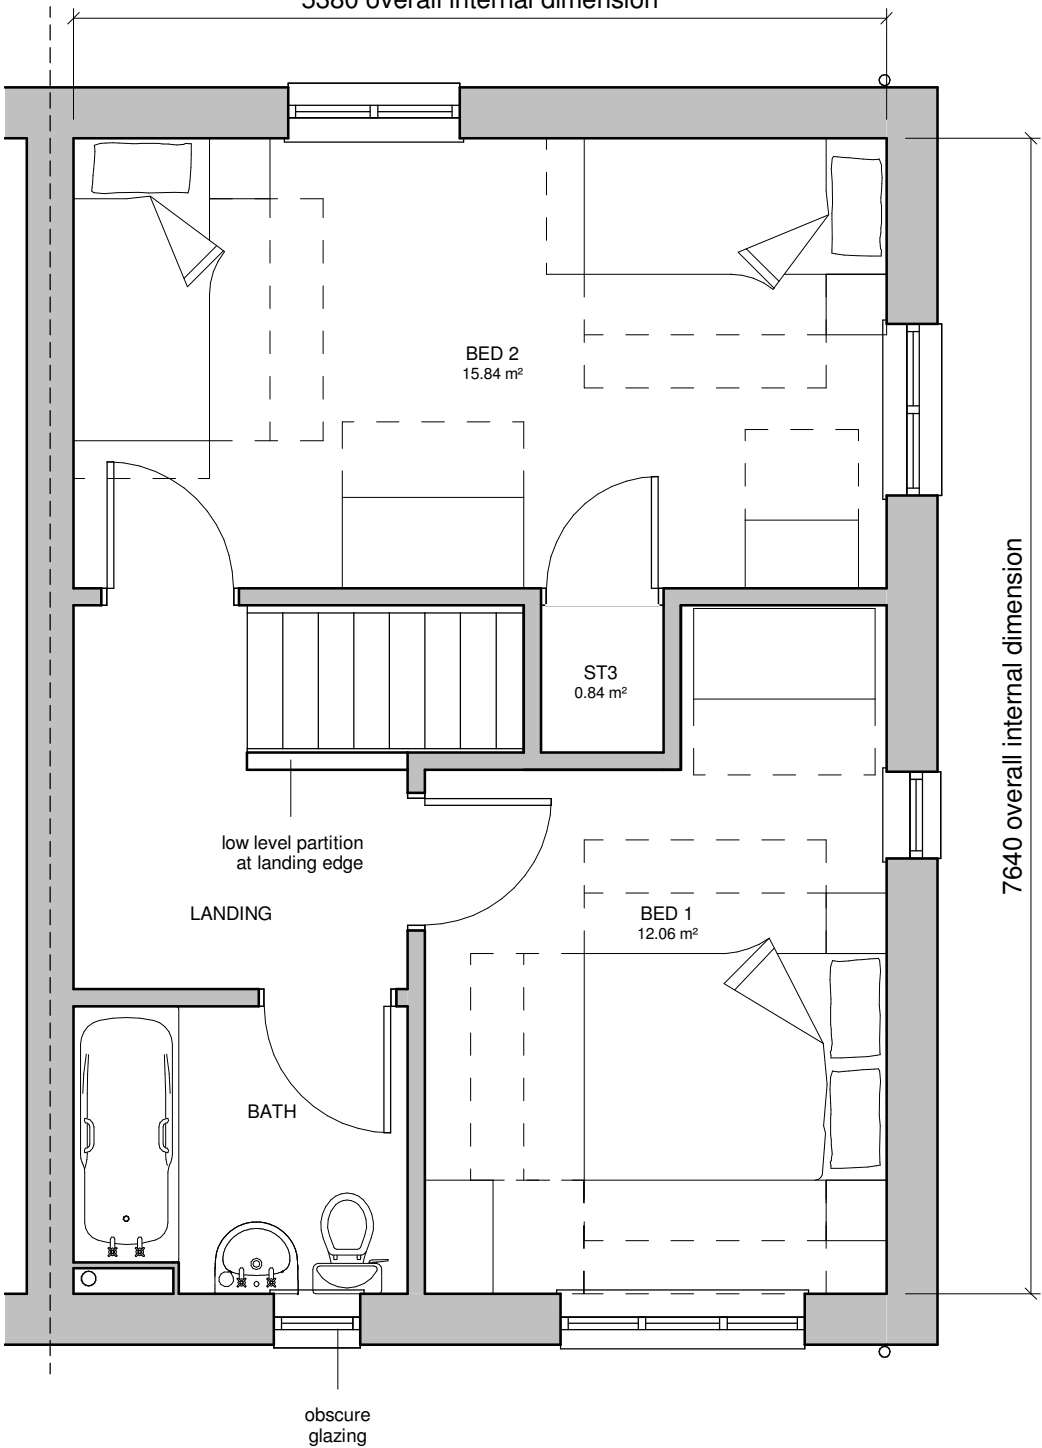 5380 overall internal dimension
BED 2
15.84 m²
7640 overall internal dimension
ST3
0.84 m²
low level partition
at landing edge
LANDING
BED 1
12.06 m²
BATH
obscure
glazing